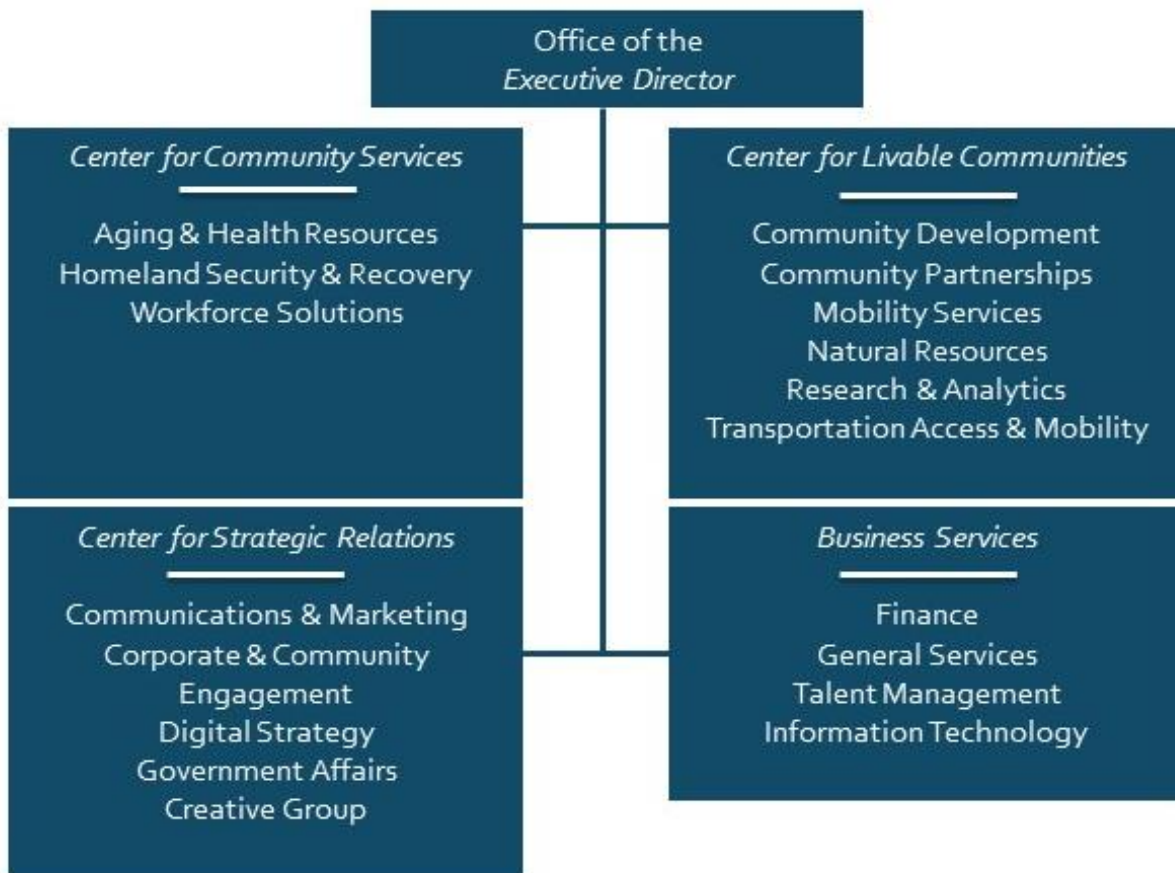 Office of the
Executive Director
Center for Community Services
Aging & Health Resources
Homeland Security & Recovery
Workforce Solutions
Center for Livable Communities
Community Development
Community Partnerships
Mobility Services
Natural Resources
Research & Analytics
Transportation Access & Mobility
Center for Strategic Relations
Communications & Marketing
Corporate & Community
Engagement
Digital Strategy
Government Affairs
Creative Group
Business Services
Finance
General Services
Talent Management
Information Technology